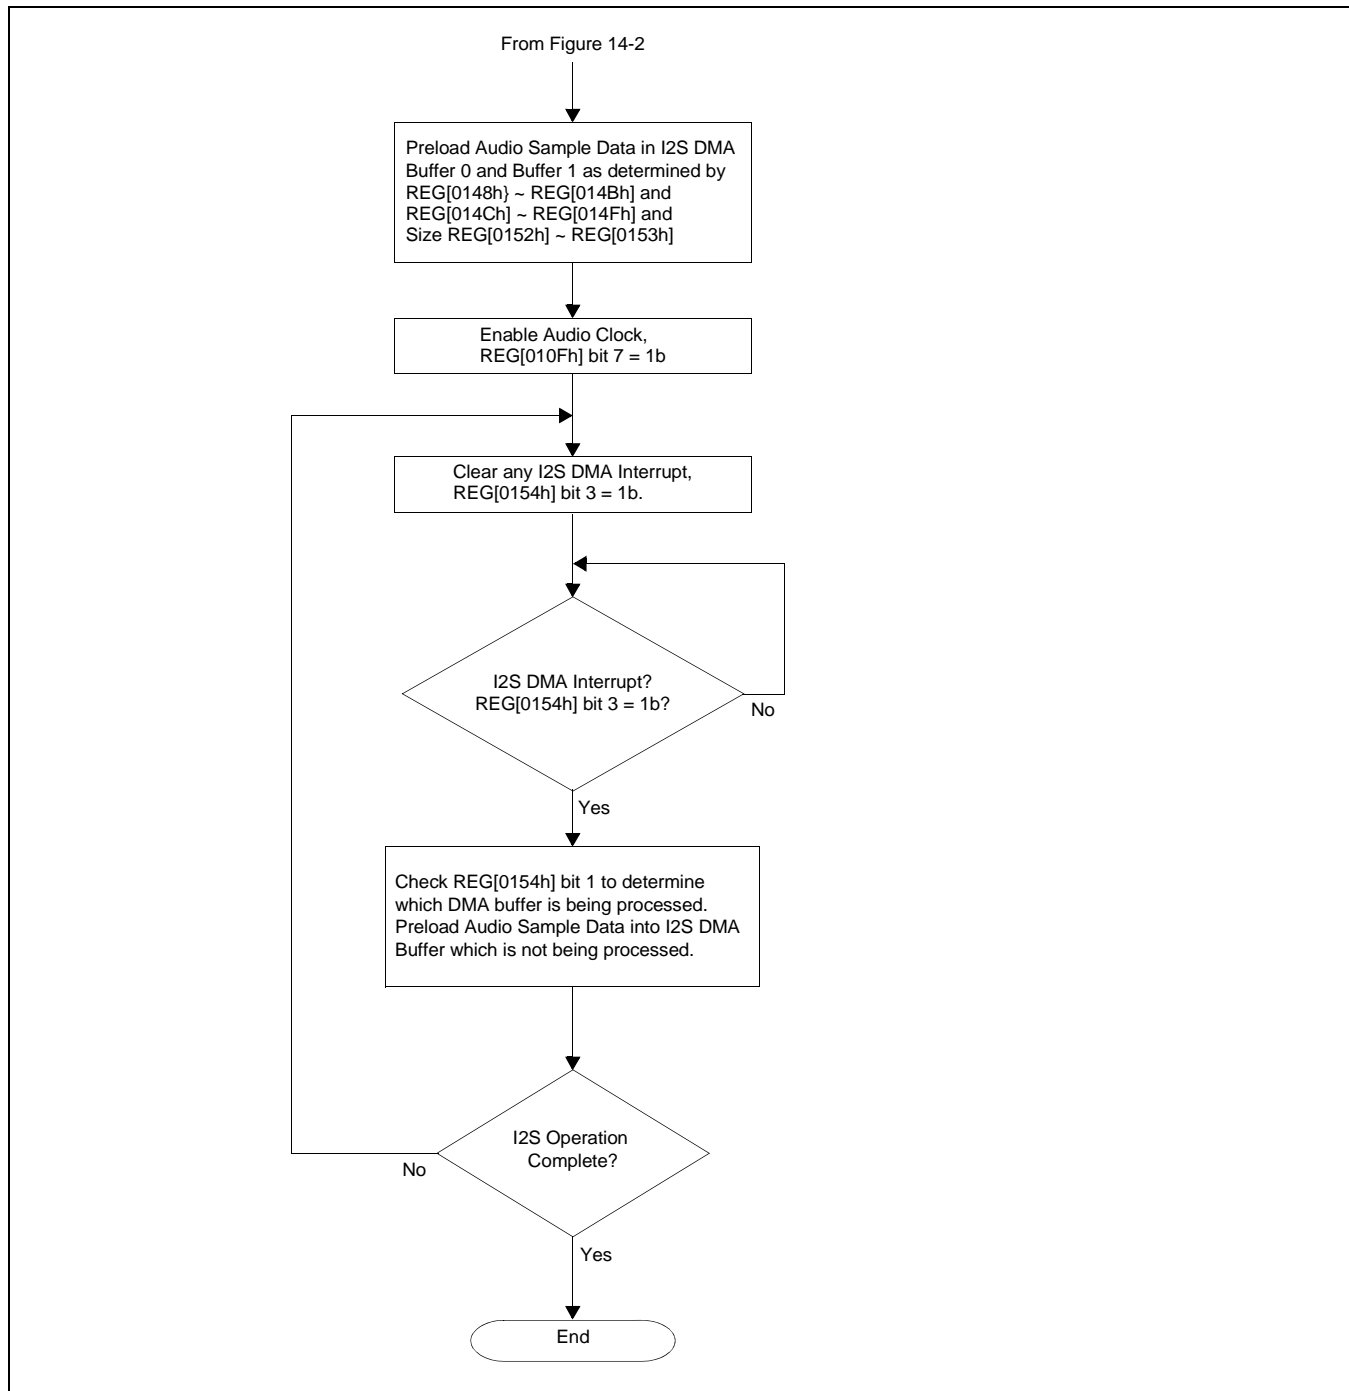 From Figure 14-2
Preload Audio Sample Data in I2S DMA
Buffer 0 and Buffer 1 as determined by
REG[0148h} ~ REG[014Bh] and
REG[014Ch] ~ REG[014Fh] and
Size REG[0152h] ~ REG[0153h]
Enable Audio Clock,
REG[010Fh] bit 7 = 1b
Clear any I2S DMA Interrupt,
REG[0154h] bit 3 = 1b.
I2S DMA Interrupt?
REG[0154h] bit 3 = 1b?
No
Yes
Check REG[0154h] bit 1 to determine
which DMA buffer is being processed.
Preload Audio Sample Data into I2S DMA
Buffer which is not being processed.
I2S Operation
Complete?
No
Yes
End